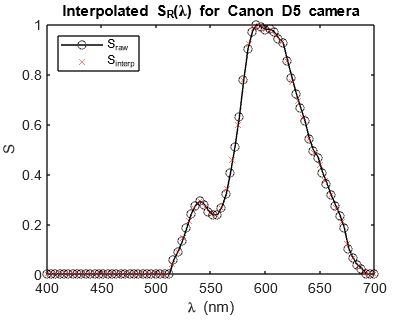 Interpolated S_R(λ) for Canon D5 camera
S_raw
S_interp
1
0.8
0.6
0.4
0.2
0
S
400 450 500 550 600 650 700
λ (nm)